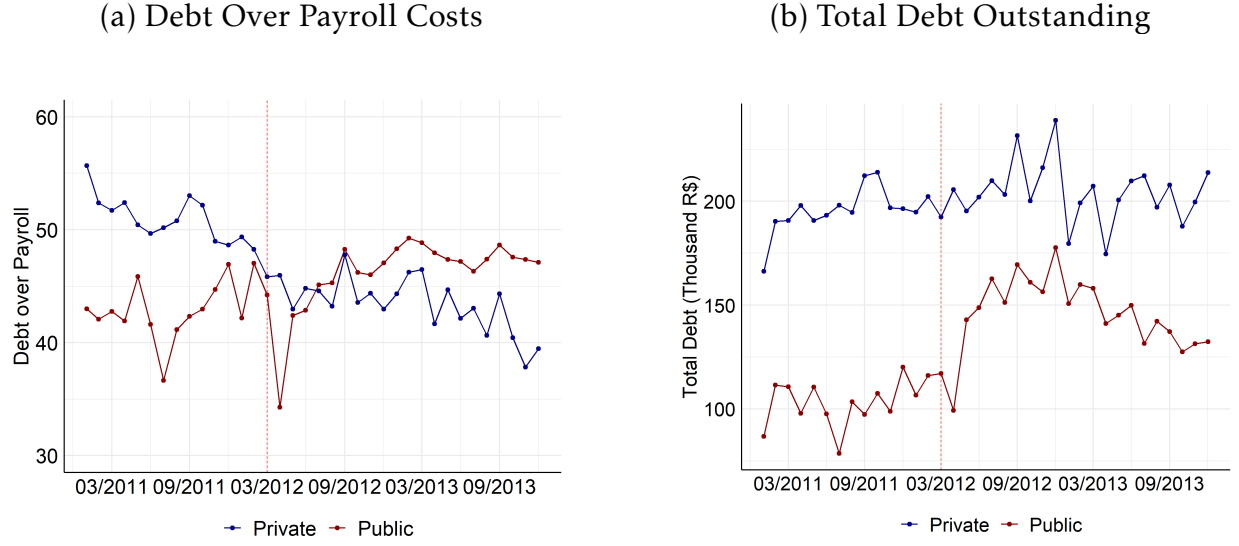 (a) Debt Over Payroll Costs
Debt over Payroll
60
50
40
30
03/2011 09/2011 03/2012 09/2012 03/2013 09/2013
Private Public
(b) Total Debt Outstanding
Total Debt (Thousand R$)
200
150
100
03/2011 09/2011 03/2012 09/2012 03/2013 09/2013
Private Public